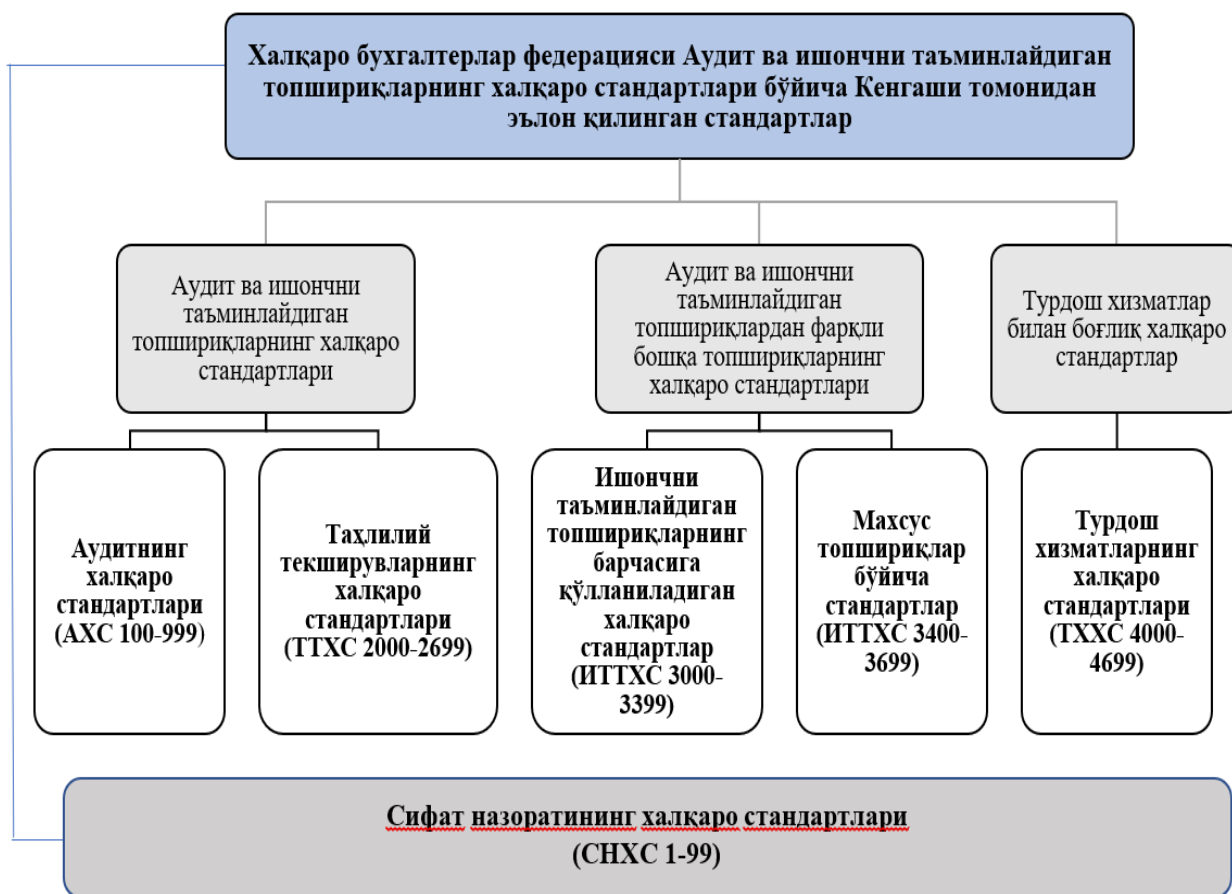 Халқаро бухгалтерлар федерацияси Аудит ва ишончни таъминлайдиган
топшириқларнинг халқаро стандартлари бўйича Кенгаши томонидан
эълон қилинган стандартлар
Аудит ва ишончни
таъминлайдиган
топшириқларнинг халқаро
стандартлари
Аудит ва ишончни
таъминлайдиган
топшириқлардан фарқли
бошқа топшириқларнинг
халқаро стандартлари
Турдош хизматлар
билан боғлиқ халқаро
стандартлар
Аудитнинг
халқаро
стандартлари
(АХС 100-999)
Таҳлилий
текширувларнинг
халқаро
стандартлари
(ТТХС 2000-2699)
Ишончни
таъминлайдиган
топшириқларнинг
барчасига
қўлланиладиган
халқаро
стандартлар
(ИТТХС 3000-
3399)
Махсус
топшириқлар
бўйича
стандартлар
(ИТТХС 3400-
3699)
Турдош
хизматларнинг
халқаро
стандартлари
(ТХХС 4000-
4699)
Сифат назоратининг халқаро стандартлари
(СНХС 1-99)